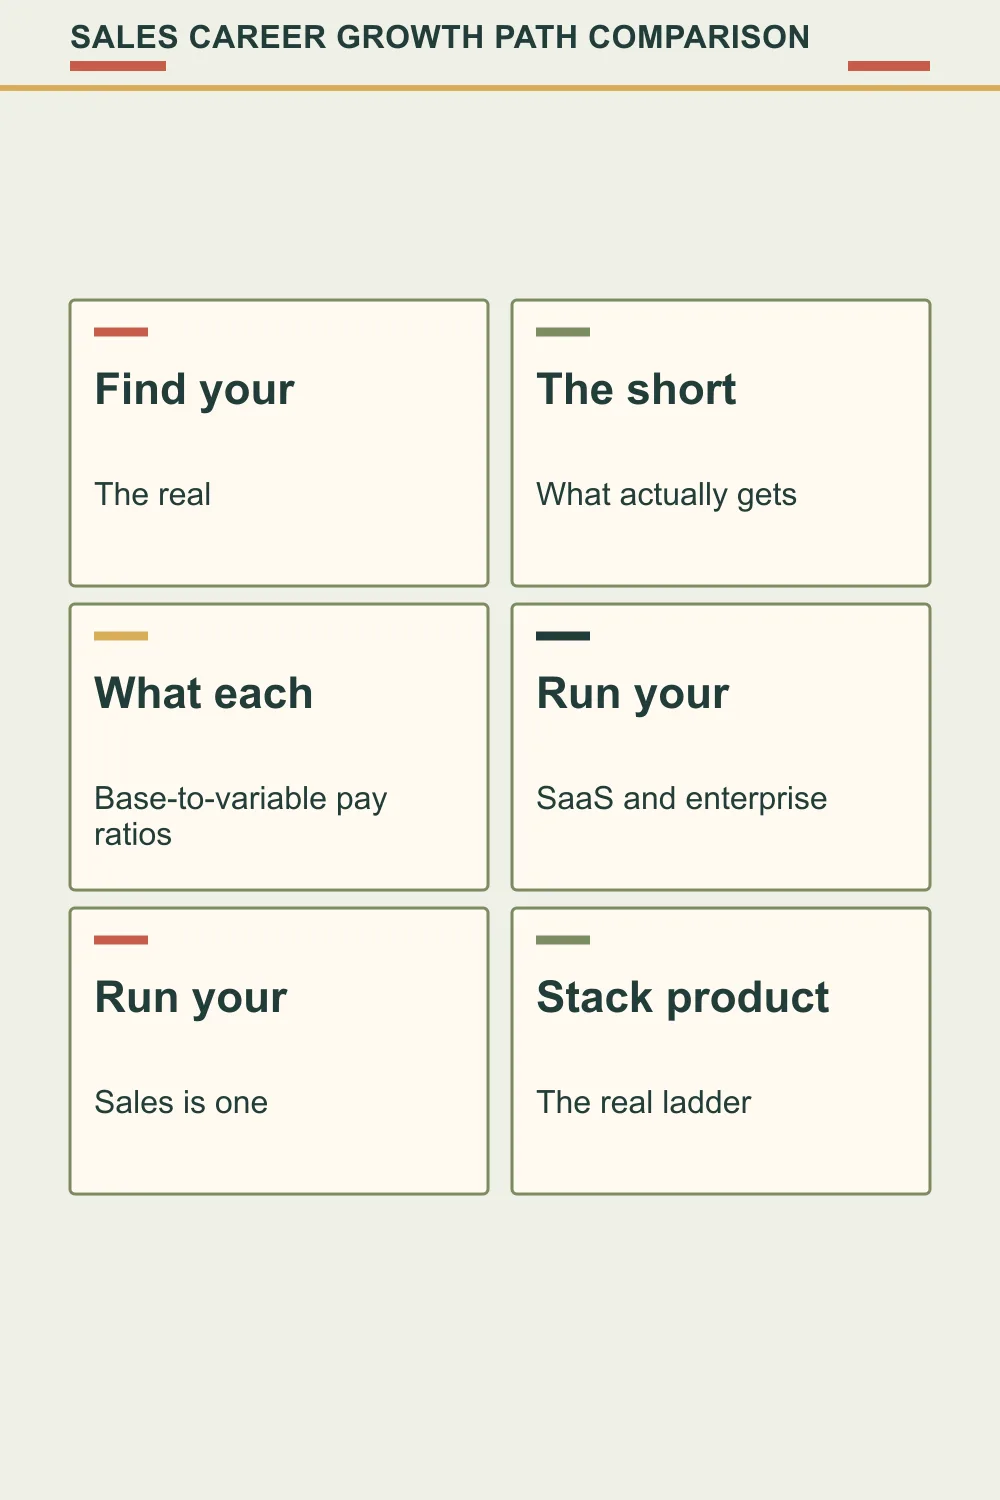 SALES CAREER GROWTH PATH COMPARISON
Find your
The real
The short
What actually gets
What each
Base-to-variable pay
ratios
Run your
SaaS and enterprise
Run your
Sales is one
Stack product
The real ladder